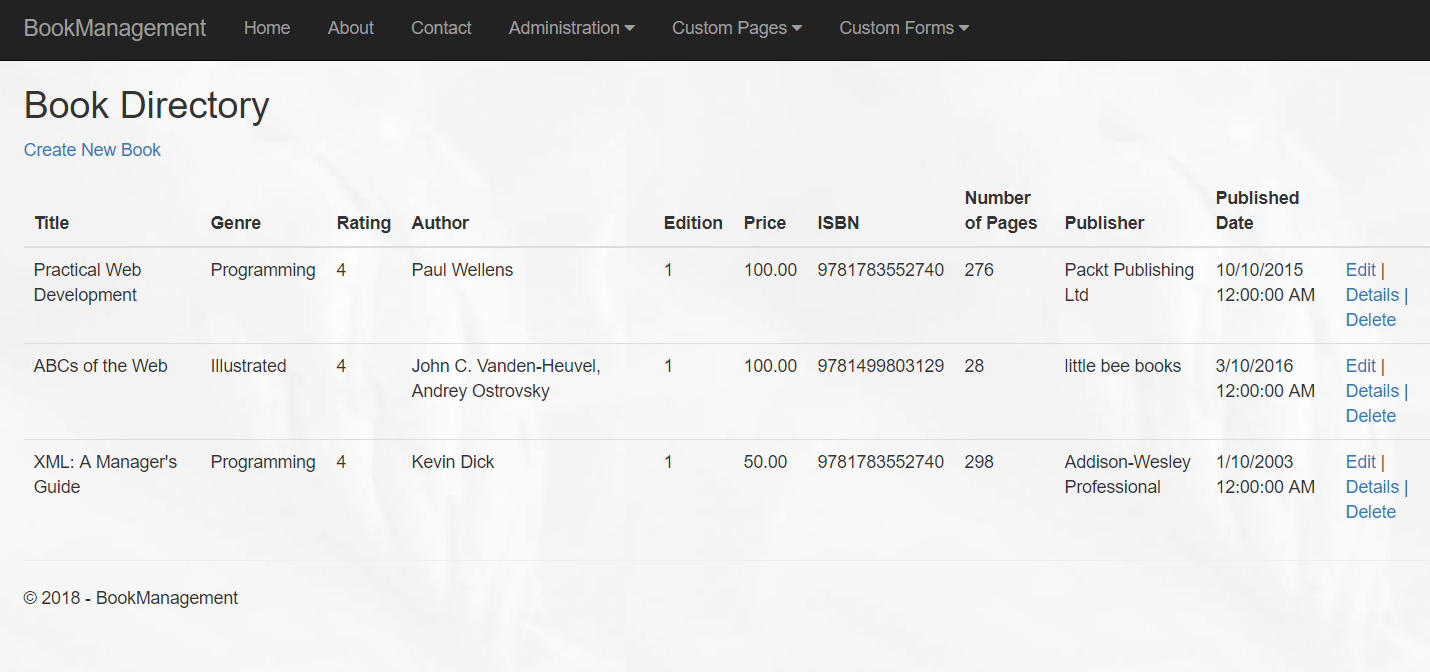 BookManagement Home About Contact Administration Custom Pages Custom Forms
Book Directory
Create New Book
Title Genre Rating Author Edition Price ISBN Number of Pages Publisher Published Date
Practical Web Development Programming 4 Paul Wellens 1 100.00 9781783552740 276 Packt Publishing Ltd 10/10/2015 12:00:00 AM Edit | Details | Delete
ABCs of the Web Illustrated 4 John C. Vanden-Heuvel, Andrey Ostrovsky 1 100.00 9781499803129 28 little bee books 3/10/2016 12:00:00 AM Edit | Details | Delete
XML: A Manager's Guide Programming 4 Kevin Dick 1 50.00 9781783552740 298 Addison-Wesley Professional 1/10/2003 12:00:00 AM Edit | Details | Delete
© 2018 - BookManagement